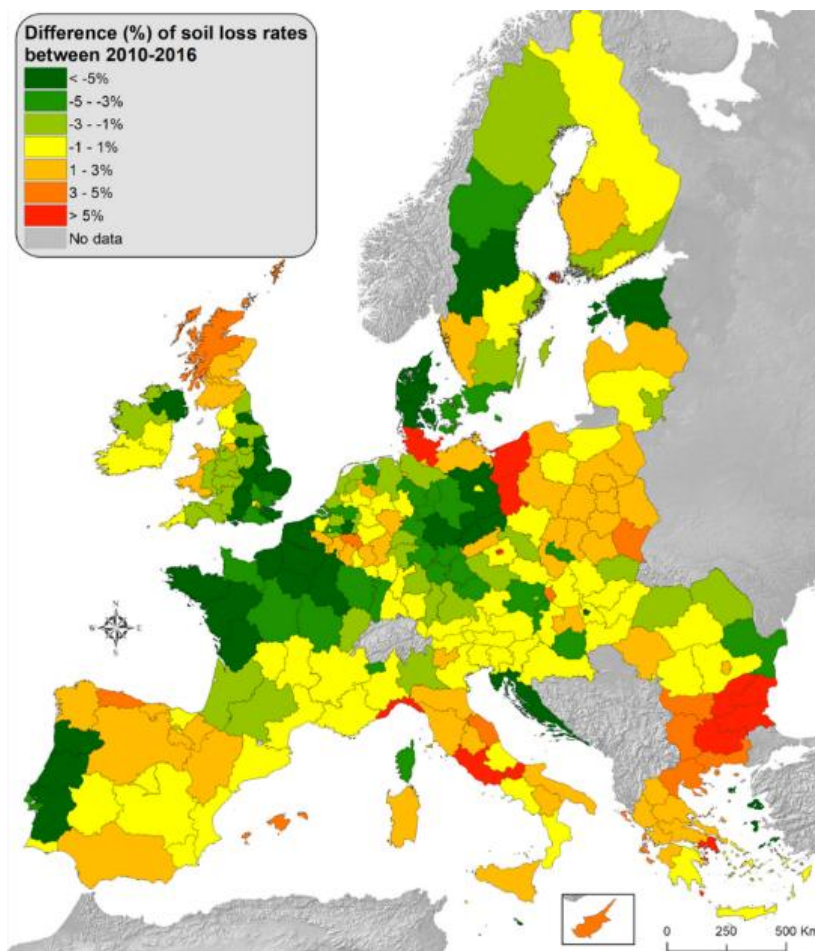 Difference (%) of soil loss rates
between 2010-2016
< -5%
-5 - -3%
-3 - -1%
-1 - 1%
1 - 3%
3 - 5%
> 5%
No data
N
W E
S
0 250 500 Km